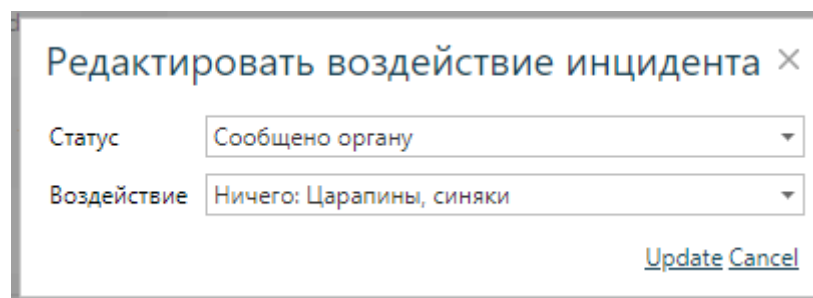 Редактировать воздействие инцидента
Статус Сообщено органу
Воздействие Ничего: Царапины, синяки
Update Cancel